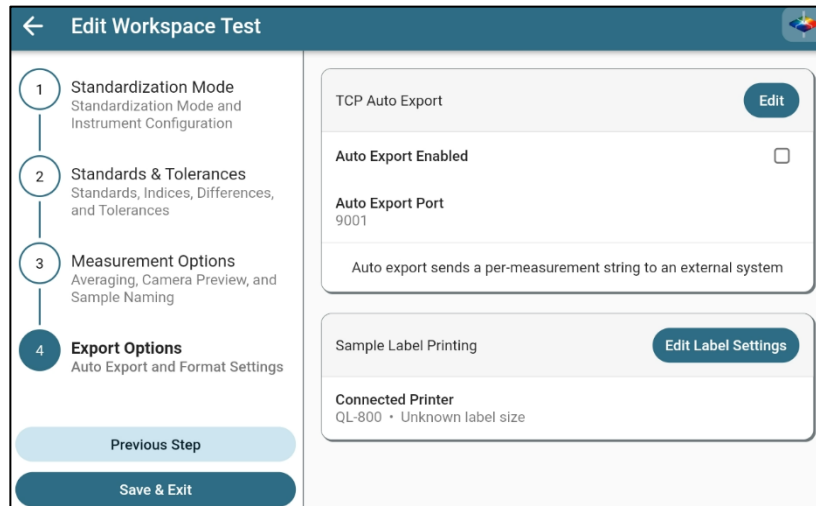 Edit Workspace Test
1
Standardization Mode
Standardization Mode and
Instrument Configuration
2
Standards & Tolerances
Standards, Indices, Differences,
and Tolerances
3
Measurement Options
Averaging, Camera Preview, and
Sample Naming
4
Export Options
Auto Export and Format Settings
Previous Step
Save & Exit
TCP Auto Export
Edit
Auto Export Enabled
Auto Export Port
9001
Auto export sends a per-measurement string to an external system
Sample Label Printing
Edit Label Settings
Connected Printer
QL-800 • Unknown label size